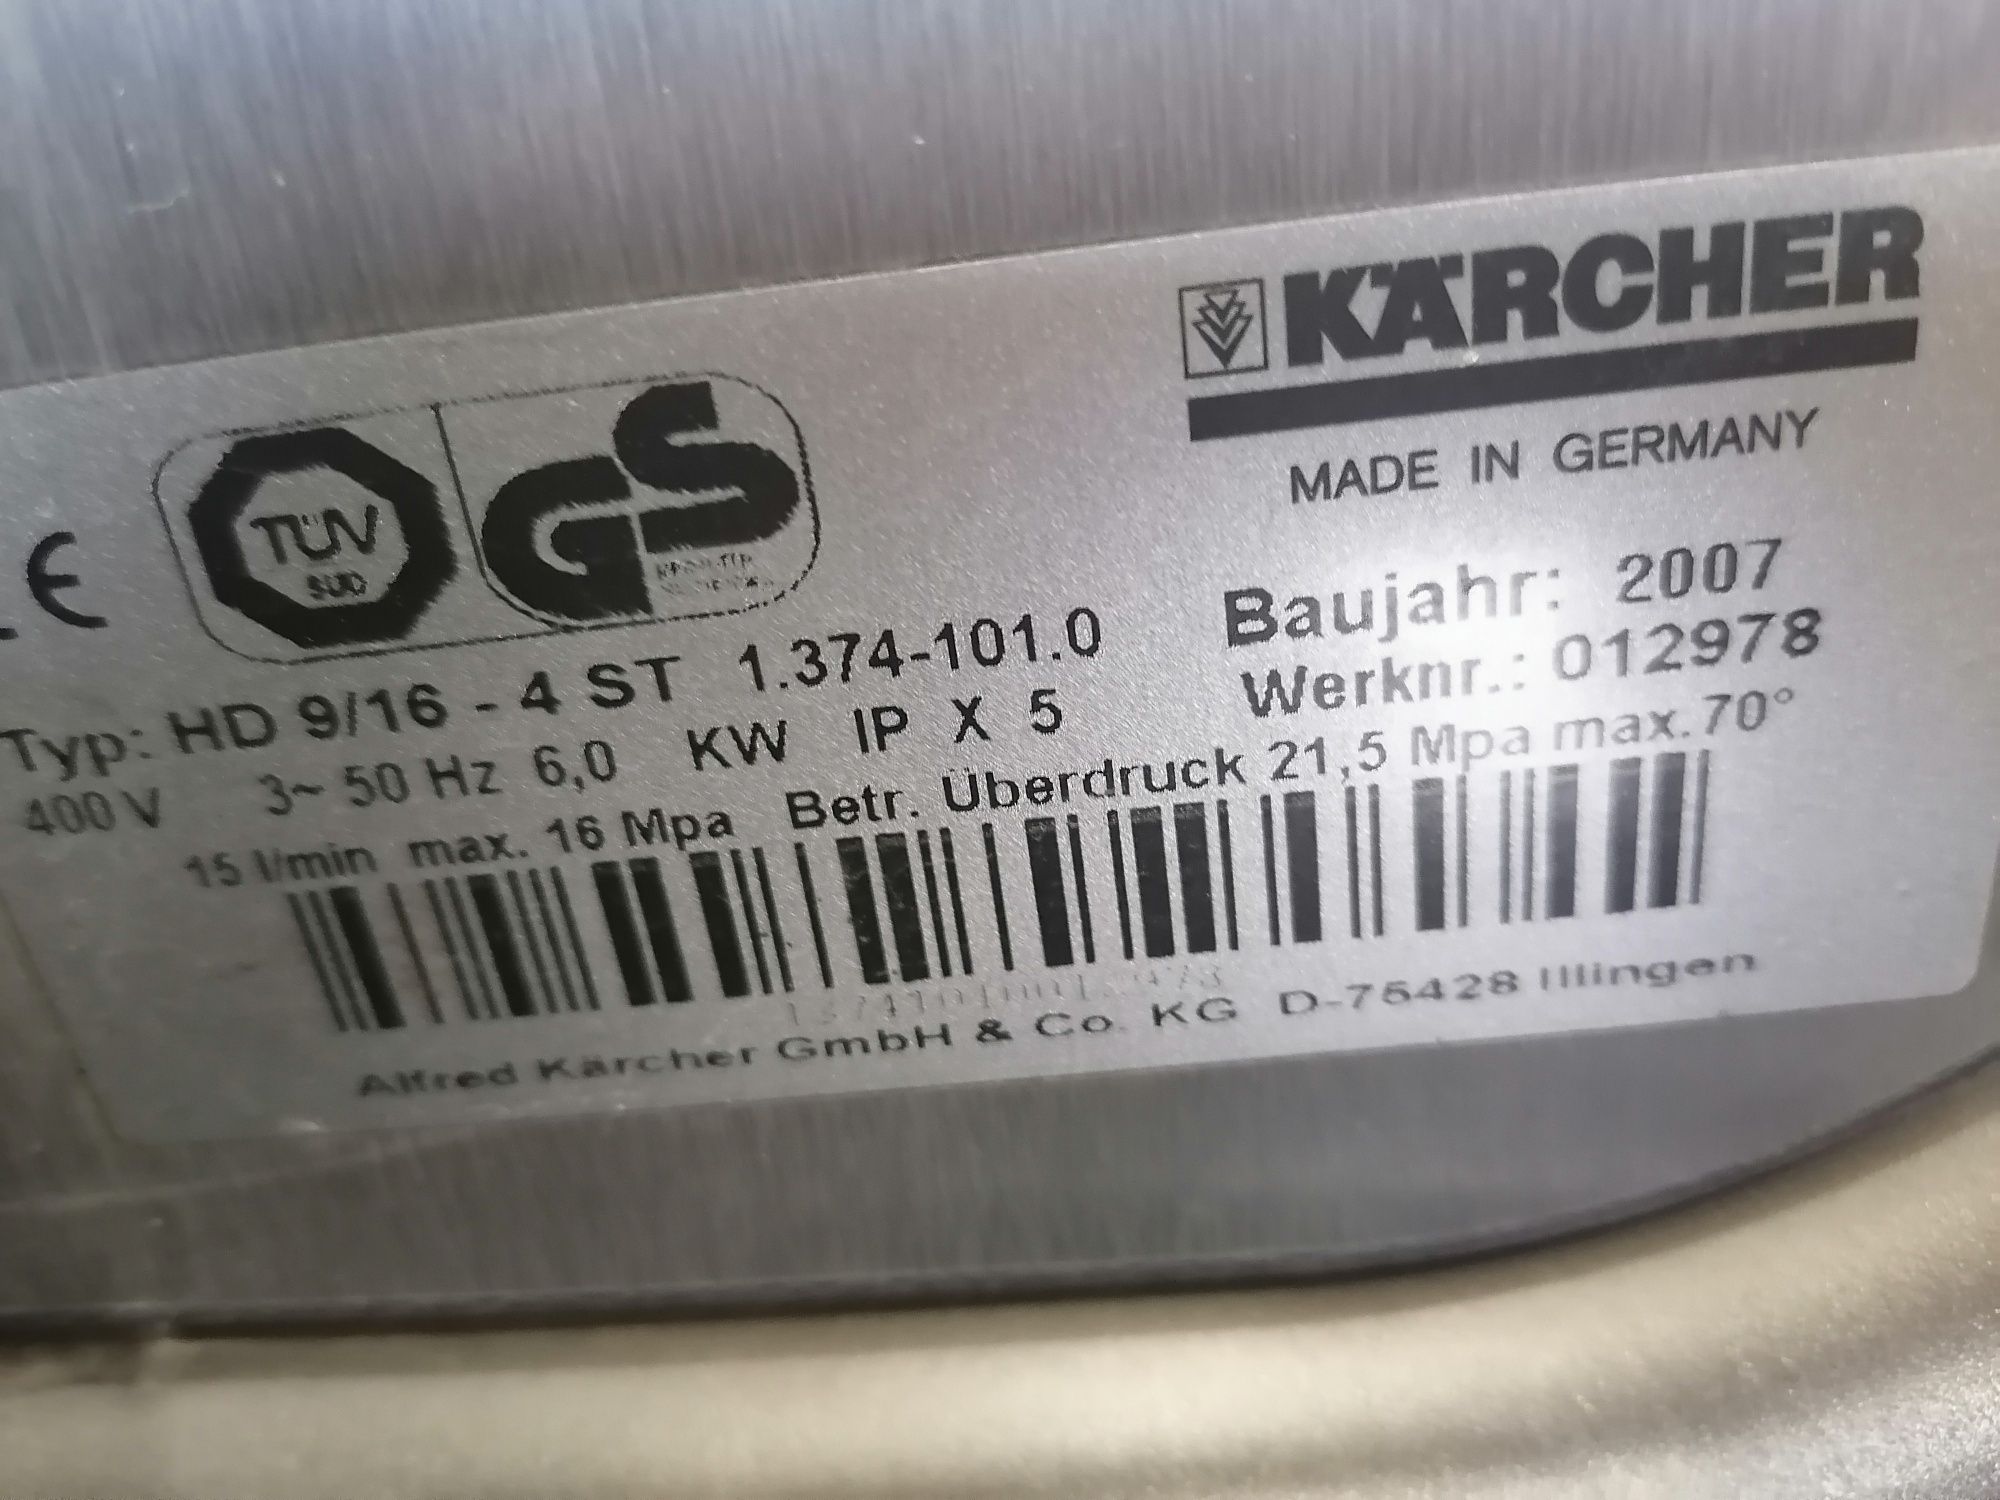 KÄRCHER
MADE IN GERMANY
CE
TÜV
SÜD
GS
Typ: HD 9/16 - 4 ST 1.374-101.0
Baujahr: 2007
400 V 3~ 50 Hz 6,0 KW IP X 5
Werknr.: 012978
15 l/min max. 16 Mpa Betr. Überdruck 21,5 Mpa max. 70°
Alfred Kärcher GmbH & Co. KG D-75428 Illingen